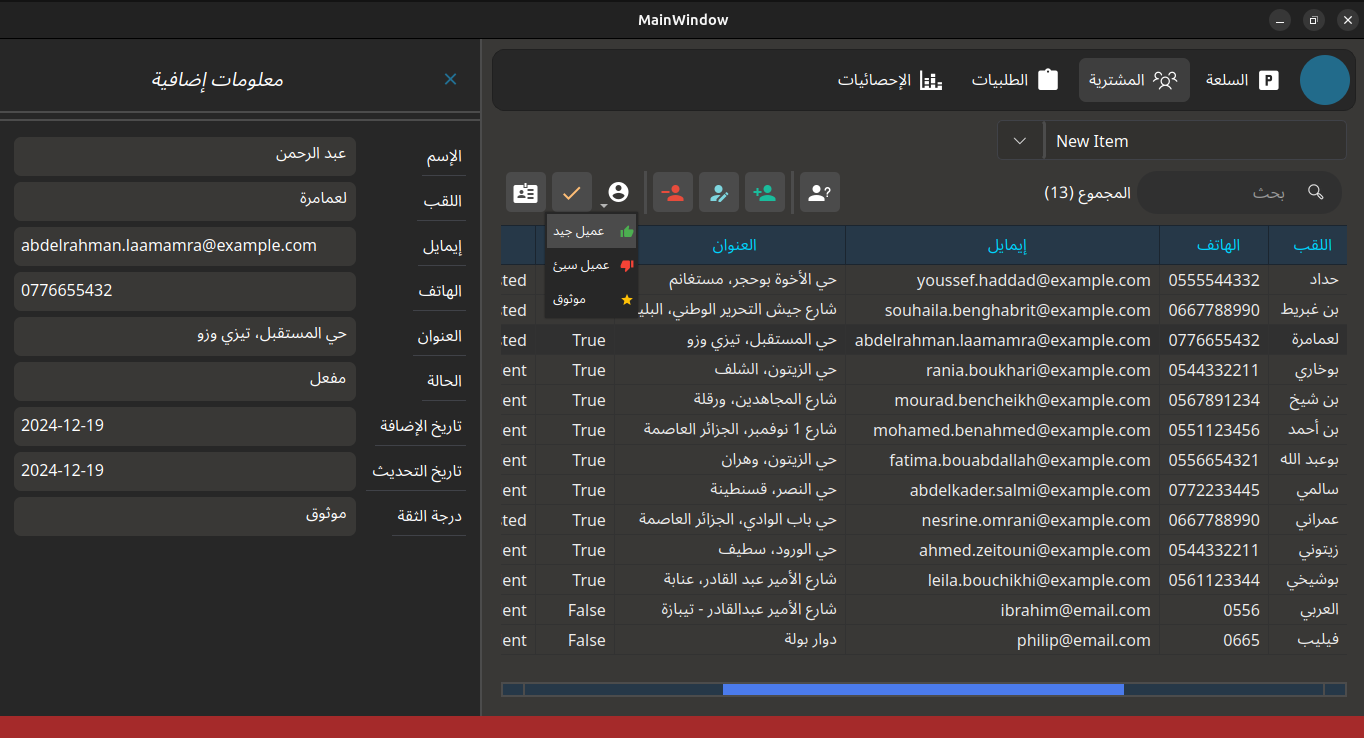 MainWindow
السلعة
المشترية
الطلبيات
الإحصائيات
New Item
بحث
المجموع (13)
عميل جيد
عميل سيئ
موثوق
اللقب الهاتف إيمايل العنوان
حداد 0555544332 youssef.haddad@example.com حي الأخوة بوحجر، مستغانم ted
بن غبريط 0667788990 souhaila.benghabrit@example.com شارع جيش التحرير الوطني، ted
لعمامرة 0776655432 abdelrahman.laamamra@example.com حي المستقبل، تيزي وزو True ted
بوخاري 0544332211 rania.boukhari@example.com حي الزيتون، الشلف True ent
بن شيخ 0567891234 mourad.bencheikh@example.com شارع المجاهدين، ورقلة True ent
بن أحمد 0551123456 mohamed.benahmed@example.com شارع 1 نوفمبر، الجزائر العاصمة True ent
بوعبد الله 0556654321 fatima.bouabdallah@example.com حي الزيتون، وهران True ent
سالمي 0772233445 abdelkader.salmi@example.com حي النصر، قسنطينة True ent
عمراني 0667788990 nesrine.omrani@example.com حي باب الوادي، الجزائر العاصمة True ted
زيتوني 0544332211 ahmed.zeitouni@example.com حي الورود، سطيف True ent
بوشيخي 0561123344 leila.bouchikhi@example.com شارع الأمير عبد القادر، عنابة True ent
العربي 0556 ibrahim@email.com شارع الأمير عبدالقادر - تيبازة False ent
فيليب 0665 philip@email.com دوار بولة False ent
معلومات إضافية
الإسم عبد الرحمن
اللقب لعمامرة
إيمايل abdelrahman.laamamra@example.com
الهاتف 0776655432
العنوان حي المستقبل، تيزي وزو
الحالة مفعل
تاريخ الإضافة 2024-12-19
تاريخ التحديث 2024-12-19
درجة الثقة موثوق